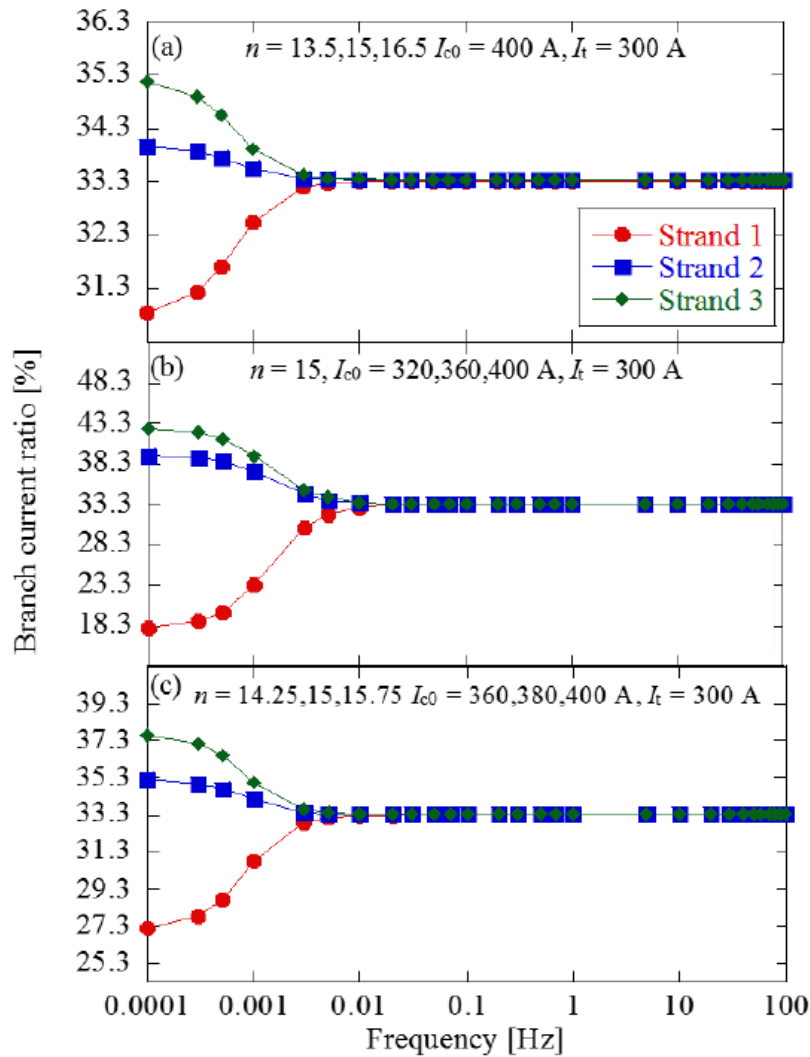 Branch current ratio [%]
(a) n = 13.5,15,16.5 Ic0 = 400 A, It = 300 A
36.3
35.3
34.3
33.3
32.3
31.3
Strand 1
Strand 2
Strand 3
(b) n = 15, Ic0 = 320,360,400 A, It = 300 A
48.3
43.3
38.3
33.3
28.3
23.3
18.3
(c) n = 14.25,15,15.75 Ic0 = 360,380,400 A, It = 300 A
39.3
37.3
35.3
33.3
31.3
29.3
27.3
25.3
0.0001 0.001 0.01 0.1 1 10 100
Frequency [Hz]